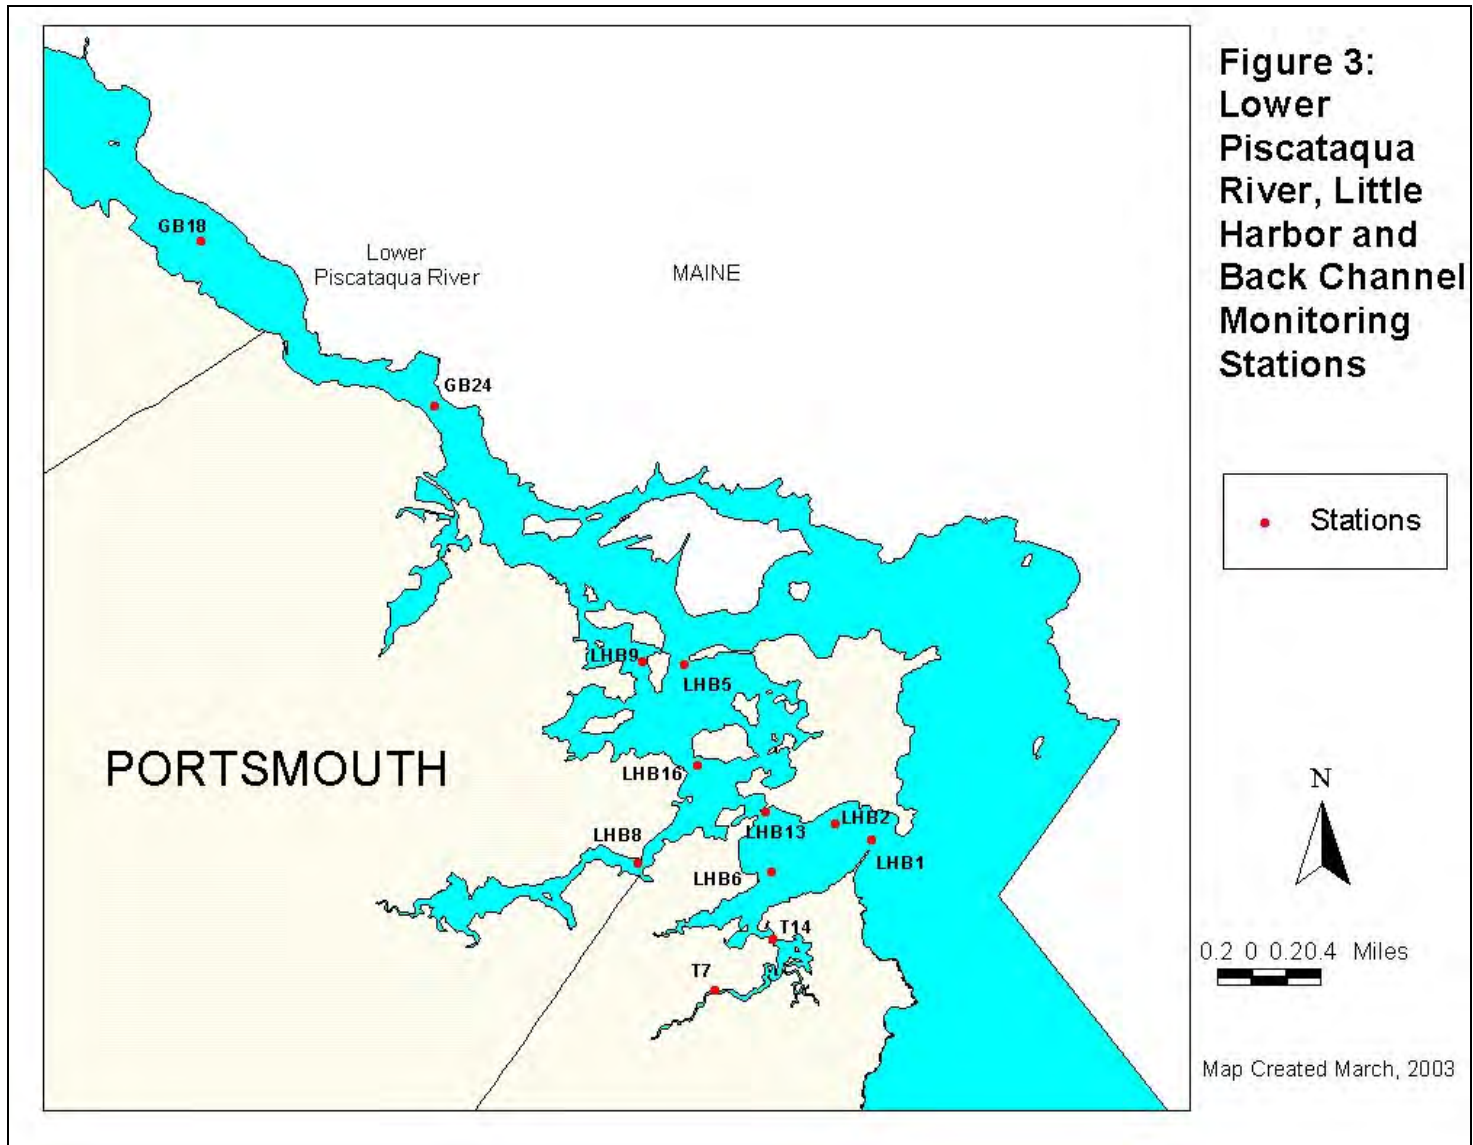 Figure 3:
Lower
Piscataqua
River, Little
Harbor and
Back Channel
Monitoring
Stations
GB18
Lower
Piscataqua River
MAINE
GB24
Stations
LHB9
LHB5
PORTSMOUTH
LHB16
LHB13
LHB2
LHB8
LHB1
LHB6
T14
T7
N
0.2 0 0.20.4 Miles
Map Created March, 2003